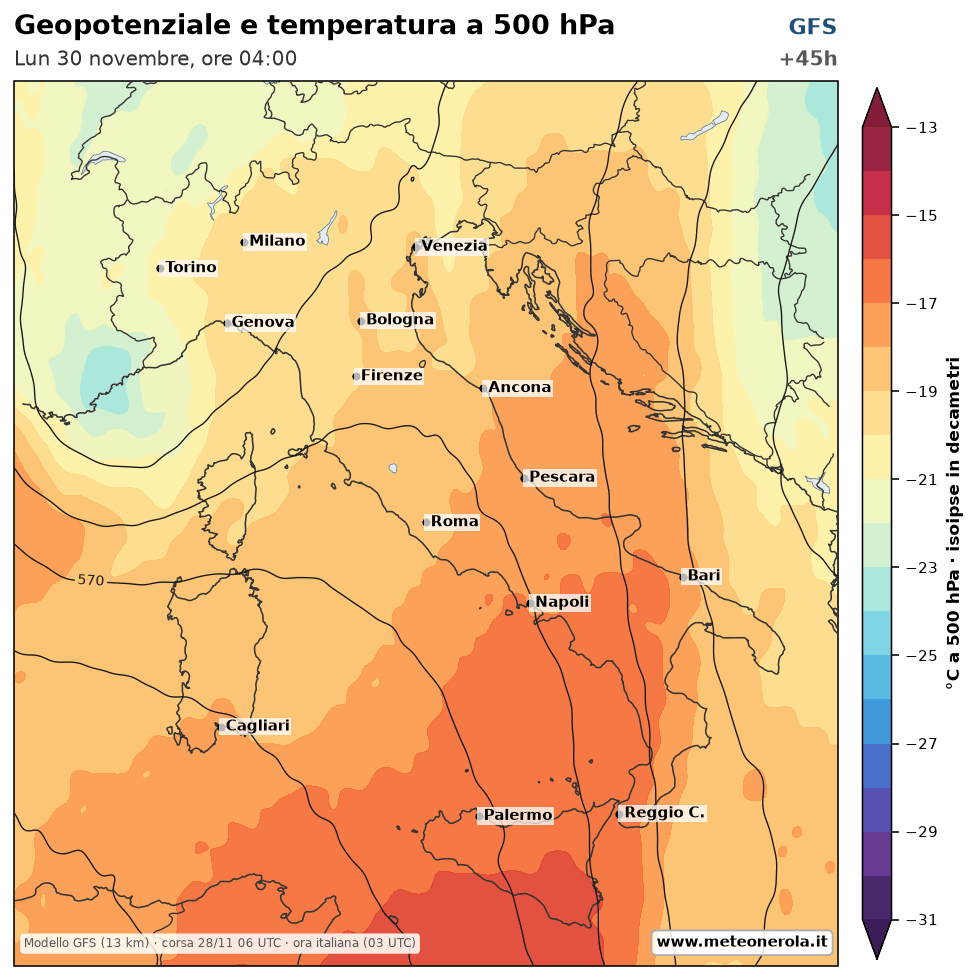 Geopotenziale e temperatura a 500 hPa
GFS
Lun 30 novembre, ore 04:00
+45h
Milano
Venezia
Torino
Genova
Bologna
Firenze
Ancona
Pescara
Roma
570
Bari
Napoli
Cagliari
Palermo
Reggio C.
Modello GFS (13 km) · corsa 28/11 06 UTC · ora italiana (03 UTC)
www.meteonerola.it
−13
−15
−17
−19
−21
−23
−25
−27
−29
−31
°C a 500 hPa · isoipse in decametri